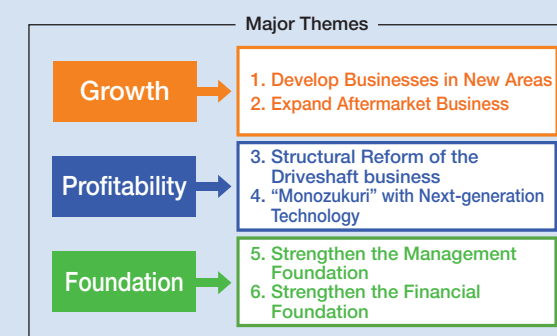 Major Themes
Growth
1. Develop Businesses in New Areas
2. Expand Aftermarket Business
Profitability
3. Structural Reform of the
Driveshaft business
4. “Monozukuri” with Next-generation
Technology
Foundation
5. Strengthen the Management
Foundation
6. Strengthen the Financial
Foundation